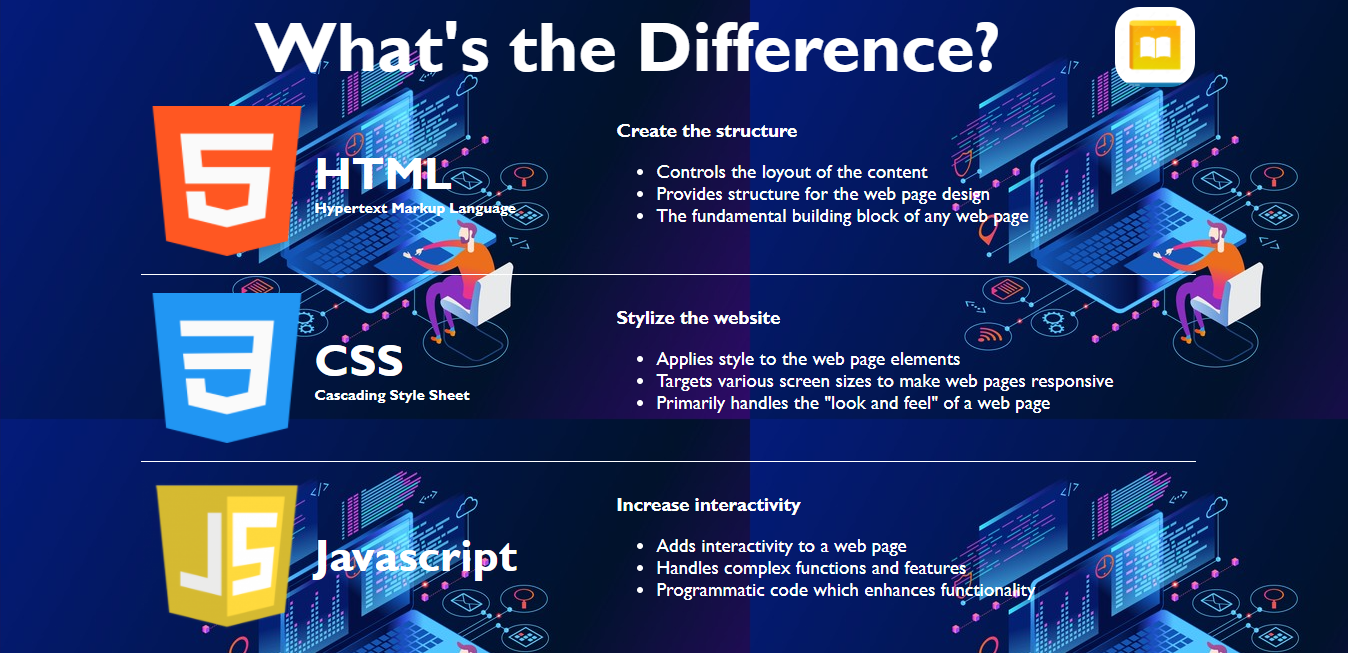 What's the Difference?
HTML
Hypertext Markup Language
Create the structure
Controls the loyout of the content
Provides structure for the web page design
The fundamental building block of any web page
CSS
Cascading Style Sheet
Stylize the website
Applies style to the web page elements
Targets various screen sizes to make web pages responsive
Primarily handles the "look and feel" of a web page
JS
Javascript
Increase interactivity
Adds interactivity to a web page
Handles complex functions and features
Programmatic code which enhances functionality